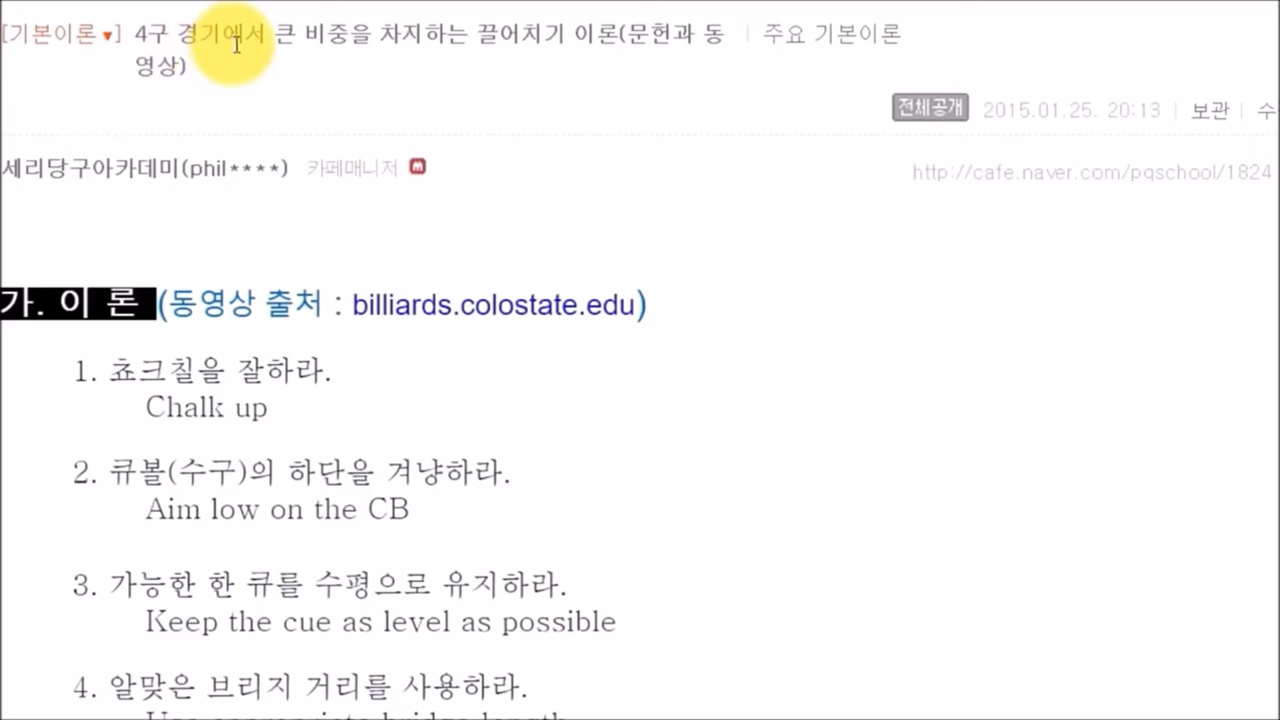 [기본이론▼] 4구 경기에서 큰 비중을 차지하는 끌어치기 이론(문헌과 동 | 주요 기본이론
영상)
전체공개 2015.01.25. 20:13 | 보관 | 수
세리당구아카데미(phil****) 카페매니저
http://cafe.naver.com/pqschool/1824
가. 이 론 (동영상 출처 : billiards.colostate.edu)
1. 쵸크칠을 잘하라.
Chalk up
2. 큐볼(수구)의 하단을 겨냥하라.
Aim low on the CB
3. 가능한 한 큐를 수평으로 유지하라.
Keep the cue as level as possible
4. 알맞은 브리지 거리를 사용하라.
Use appropriate bridge length